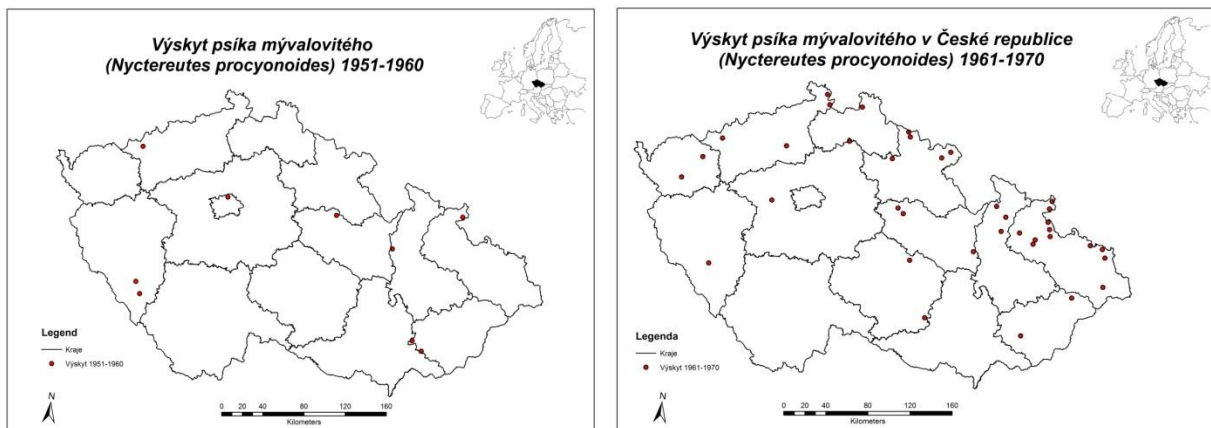 Výskyt psíka mývalovitého
(Nyctereutes procyonoides) 1951-1960
Legend
Kraje
Výskyt 1951-1960
N
0 10 20 40 80 120 160
Kilometers
Výskyt psíka mývalovitého v České republice
(Nyctereutes procyonoides) 1961-1970
Legenda
Kraje
Výskyt 1961-1970
N
0 20 40 80 120 160
Kilometers